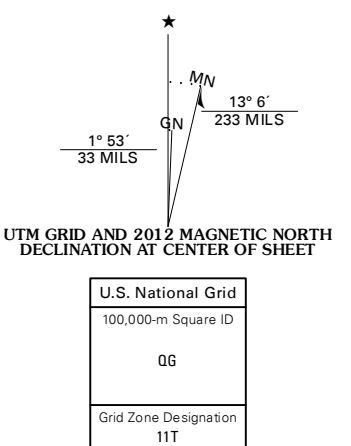 ★
MN
GN
13° 6´
233 MILS
1° 53´
33 MILS
UTM GRID AND 2012 MAGNETIC NORTH
DECLINATION AT CENTER OF SHEET
U.S. National Grid
100,000-m Square ID
QG
Grid Zone Designation
11T